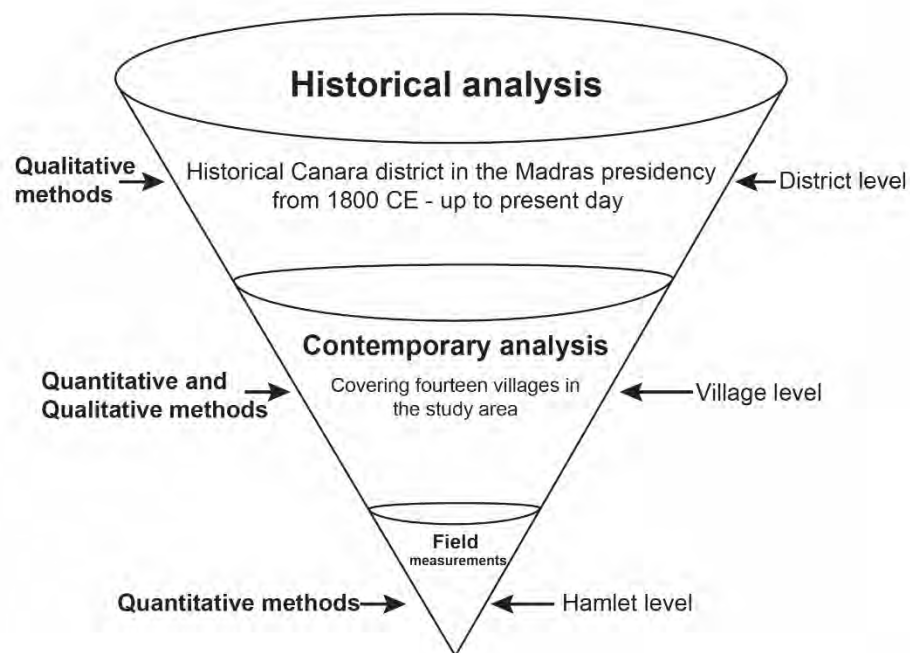 Historical analysis
Qualitative
methods
Historical Canara district in the Madras presidency
from 1800 CE - up to present day
District level
Contemporary analysis
Quantitative and
Qualitative methods
Covering fourteen villages in
the study area
Village level
Field
measurements
Quantitative methods
Hamlet level